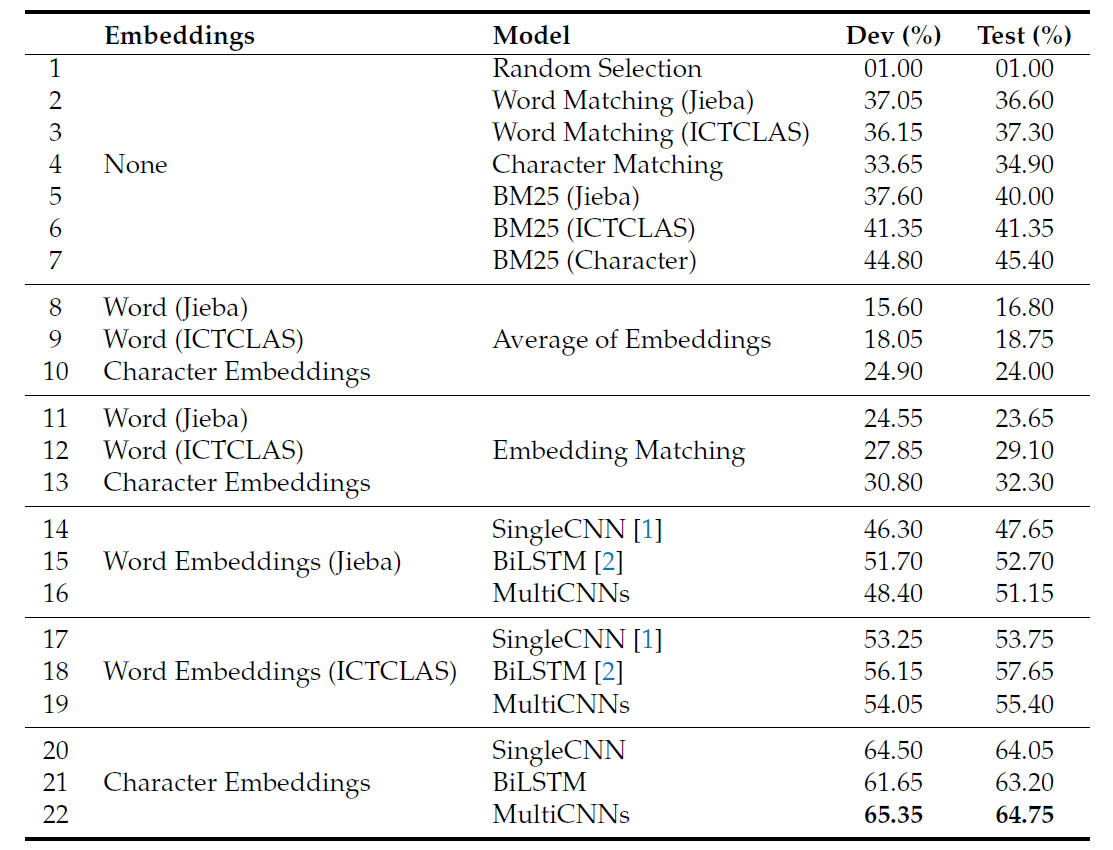 Embeddings Model Dev (%) Test (%)
1 Random Selection 01.00 01.00
2 Word Matching (Jieba) 37.05 36.60
3 Word Matching (ICTCLAS) 36.15 37.30
4 None Character Matching 33.65 34.90
5 BM25 (Jieba) 37.60 40.00
6 BM25 (ICTCLAS) 41.35 41.35
7 BM25 (Character) 44.80 45.40
8 Word (Jieba) 15.60 16.80
9 Word (ICTCLAS) Average of Embeddings 18.05 18.75
10 Character Embeddings 24.90 24.00
11 Word (Jieba) 24.55 23.65
12 Word (ICTCLAS) Embedding Matching 27.85 29.10
13 Character Embeddings 30.80 32.30
14 SingleCNN [1] 46.30 47.65
15 Word Embeddings (Jieba) BiLSTM [2] 51.70 52.70
16 MultiCNNs 48.40 51.15
17 SingleCNN [1] 53.25 53.75
18 Word Embeddings (ICTCLAS) BiLSTM [2] 56.15 57.65
19 MultiCNNs 54.05 55.40
20 SingleCNN 64.50 64.05
21 Character Embeddings BiLSTM 61.65 63.20
22 MultiCNNs 65.35 64.75